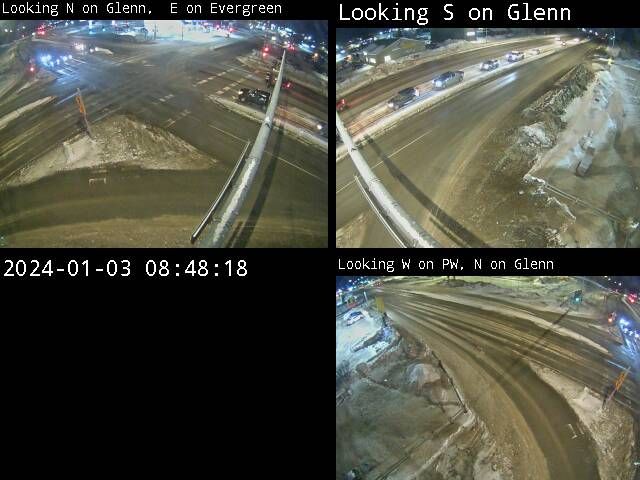 Looking N on Glenn,  E on Evergreen
Looking S on Glenn
2024-01-03 08:48:18
Looking W on PW, N on Glenn